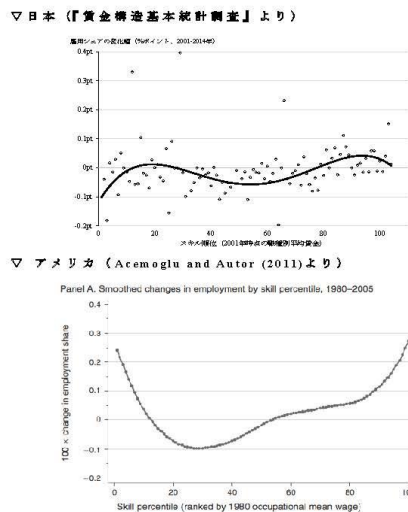 ▽日本（『賃金構造基本統計調査』より）
雇用シェアの変化幅（%ポイント、2001-2014年）
0.4pt
0.3pt
0.2pt
0.1pt
0pt
-0.1pt
-0.2pt
0 20 40 60 80 100
スキル順位（2001年時点の職種別平均賃金）
▽ アメリカ（Acemoglu and Autor (2011)より）
Panel A. Smoothed changes in employment by skill percentile, 1980–2005
100 × change in employment share
0.4
0.3
0.2
0.1
0
−0.1
−0.2
0 20 40 60 80
Skill percentile (ranked by 1980 occupational mean wage)